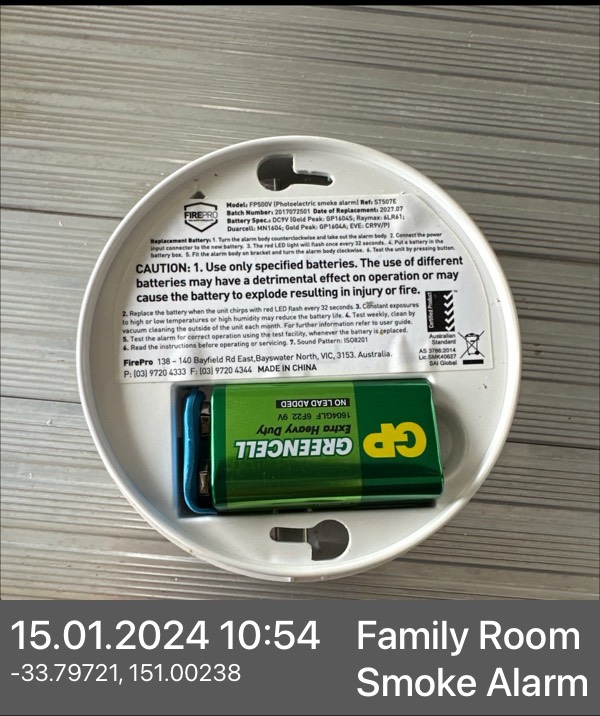 FIREPRO
Model: FP500V (Photoelectric smoke alarm) Ref: ST507E
Batch Number: 2017072501 Date of Replacement: 2027.07
Battery Spec.: DC9V (Gold Peak: GP1604S; Raymax: 6LR61;
Duarcell: MN1604; Gold Peak: GP1604A; EVE: CR9V/P)
Replacement Battery: 1. Turn the alarm body counterclockwise and take out the alarm body. 2. Connect the power
input connector to the new battery. 3. The red LED light will flash once every 32 seconds. 4. Put a battery in the
battery box. 5. Fit the alarm body on bracket and turn the alarm body clockwise. 6. Test the unit by pressing button.
CAUTION: 1. Use only specified batteries. The use of different
batteries may have a detrimental effect on operation or may
cause the battery to explode resulting in injury or fire.
2. Replace the battery when the unit chirps with red LED flash every 32 seconds. 3. Constant exposures
to high or low temperatures or high humidity may reduce the battery life. 4. Test weekly, clean by
vacuum cleaning the outside of the unit each month. For further information refer to user guide.
5. Test the alarm for correct operation using the test facility, whenever the battery is replaced.
6. Read the instructions before operating or servicing. 7. Sound Pattern: ISO8201
FirePro 138 – 140 Bayfield Rd East,Bayswater North, VIC, 3153. Australia.
P: (03) 9720 4333 F: (03) 9720 4344 MADE IN CHINA
Certified Product
Australian
Standard
AS 3786:2014
Lic.SMK40627
SAI Global
GP
GREENCELL
Extra Heavy Duty
1604GLF 6F22 9V
NO LEAD ADDED
15.01.2024 10:54
-33.79721, 151.00238
Family Room
Smoke Alarm